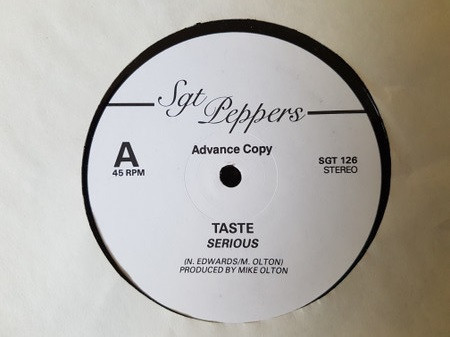 Sgt Peppers
Advance Copy
A
45 RPM
SGT 126
STEREO
TASTE
SERIOUS
(N. EDWARDS/M. OLTON)
PRODUCED BY MIKE OLTON